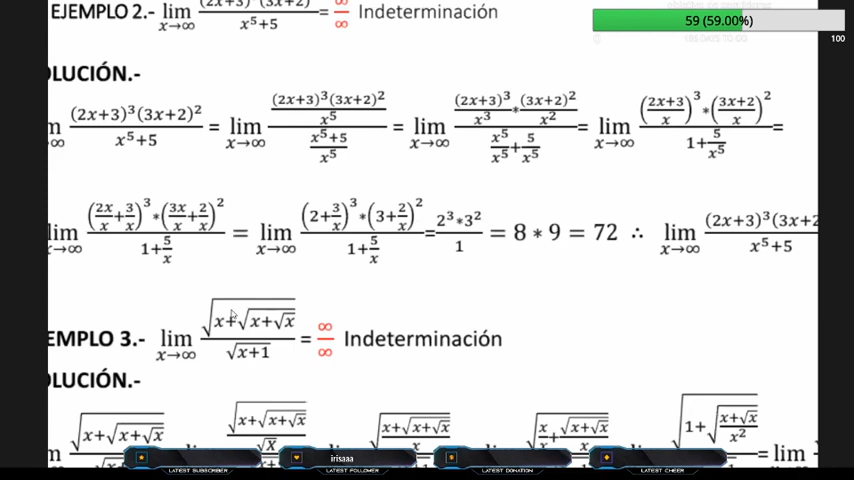 EJEMPLO 2.- lim x→∞ (2x+3)³(3x+2)² / x⁵+5 = ∞/∞ Indeterminación
59 (59.00%)
100
OLUCIÓN.-
(2x+3)³(3x+2)² / x⁵+5 = lim x→∞ ((2x+3)³(3x+2)² / x⁵) / (x⁵+5 / x⁵) = lim x→∞ ((2x+3)³/x³ * (3x+2)²/x²) / (x⁵/x⁵ + 5/x⁵) = lim x→∞ ((2x+3)/x)³ * ((3x+2)/x)² / (1+5/x⁵) =
lim x→∞ (2x/x + 3/x)³ * (3x/x + 2/x)² / (1+5/x) = lim x→∞ (2+3/x)³ * (3+2/x)² / (1+5/x) = 2³*3² / 1 = 8 * 9 = 72 ∴ lim x→∞ (2x+3)³(3x+2 / x⁵+5
EMPLO 3.- lim x→∞ √(x+√(x+√x)) / √(x+1) = ∞/∞ Indeterminación
OLUCIÓN.-
√(x+√(x+√x)) √(x+√(x+√x)) / √X √((x+√(x+√x)) / x) √(x/x + √(x+√x)/x) √(1+√((x+√x)/x²)) = lim
irisaaa
LATEST SUBSCRIBER LATEST FOLLOWER LATEST DONATION LATEST CHEER